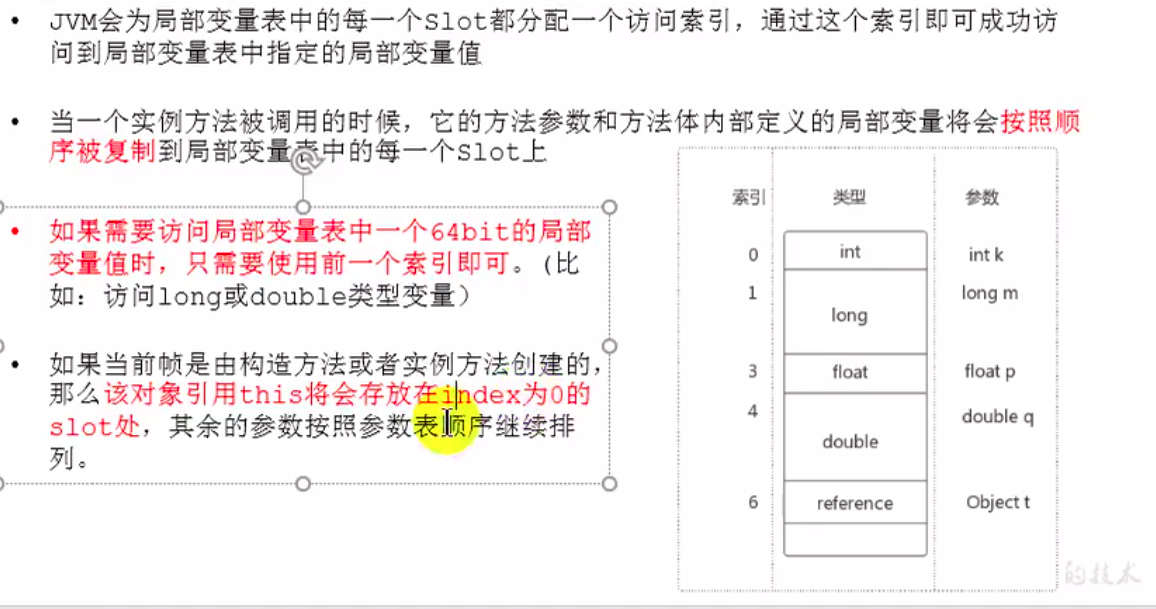 • JVM会为局部变量表中的每一个Slot都分配一个访问索引，通过这个索引即可成功访
问到局部变量表中指定的局部变量值
• 当一个实例方法被调用的时候，它的方法参数和方法体内部定义的局部变量将会按照顺
序被复制到局部变量表中的每一个Slot上
• 如果需要访问局部变量表中一个64bit的局部
变量值时，只需要使用前一个索引即可。(比
如：访问long或double类型变量）
• 如果当前帧是由构造方法或者实例方法创建的，
那么该对象引用this将会存放在index为0的
slot处，其余的参数按照参数表顺序继续排
列。
索引 类型 参数
0 int int k
1 long long m
3 float float p
4 double double q
6 reference Object t
的技术